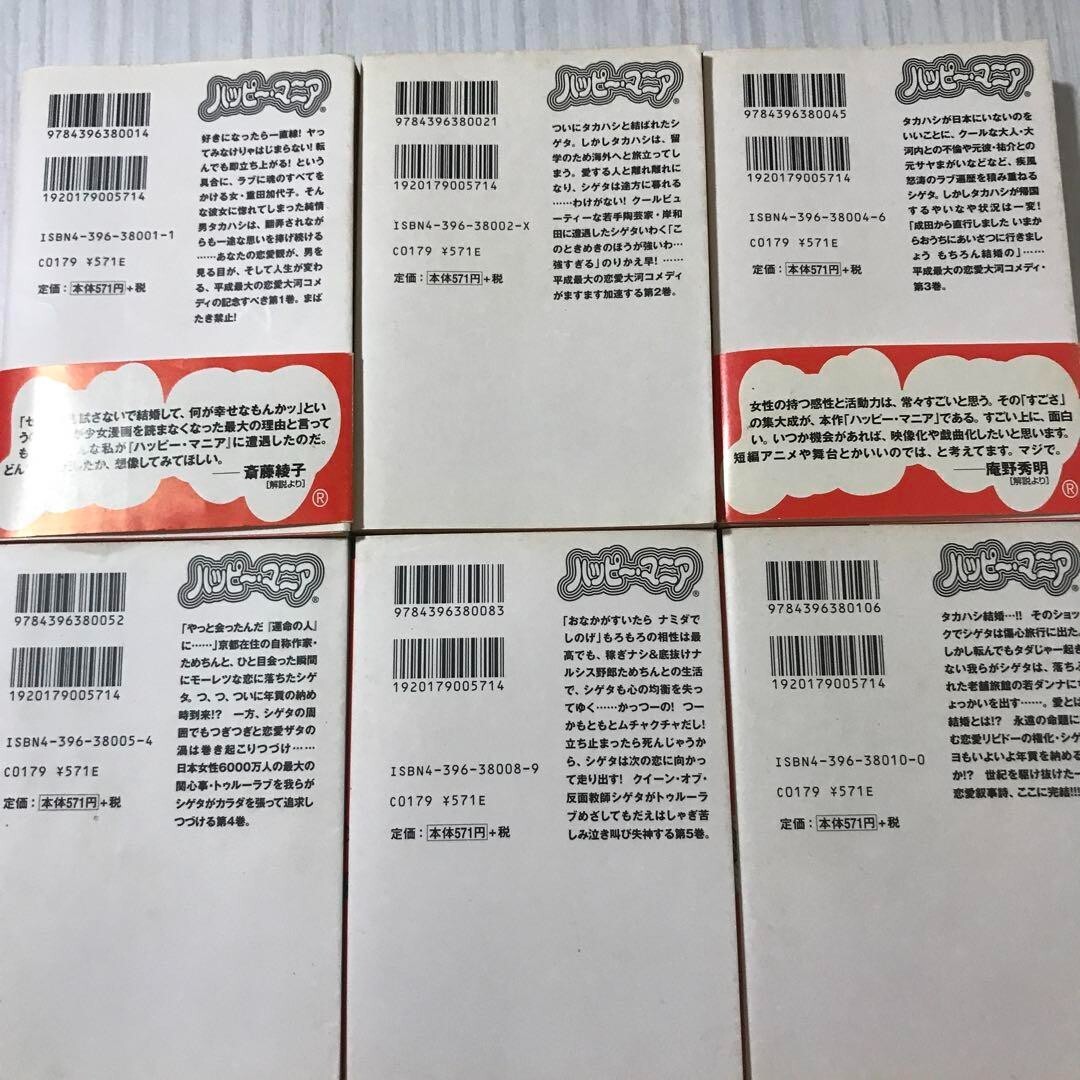 ハッピー・マニア®
9784396380014
1920179005714
ISBN4-396-38001-1
C0179 ¥571E
定価：本体571円+税
好きになったら一直線！ヤっ
てみなけりゃはじまらない！転
んでも即立ち上がる！という
具合に、ラブに魂のすべてを
かける女・重田加代子。そん
な彼女に惚れてしまった純情
男タカハシは、翻弄されなが
らも一途な思いを捧げ続ける
……あなたの恋愛観が、男を
見る目が、そして人生が変わ
る、平成最大の恋愛大河コメ
ディの記念すべき第1巻。まば
たき禁止！
試さないで結婚して、何が幸せなもんかッ」とい
が少女漫画を読まなくなった最大の理由と言って
な私が『ハッピー・マニア』に遭遇したのだ。
したか、想像してみてほしい。
——斎藤綾子
［解説より］
®
ハッピー・マニア®
9784396380021
1920179005714
ISBN4-396-38002-X
C0179 ¥571E
定価：本体571円+税
ついにタカハシと結ばれたシ
ゲタ。しかしタカハシは、留
学のため海外へと旅立ってし
まう。愛する人と離れ離れに
なり、シゲタは途方に暮れる
……わけがない！クールビュ
ーティーな若手陶芸家・岸和
田に遭遇したシゲタいわく「こ
のときめきのほうが強いわ…
強すぎる」のりかえ早！……
平成最大の恋愛大河コメディ
がますます加速する第2巻。
ハッピー・マニア®
9784396380045
1920179005714
ISBN4-396-38004-6
C0179 ¥571E
定価：本体571円+税
タカハシが日本にいないのを
いいことに、クールな大人・大
河内との不倫や元彼・祐介との
元サヤまがいなどなど、疾風
怒濤のラブ遍歴を積み重ねる
シゲタ。しかしタカハシが帰国
するやいなや状況は一変！
「成田から直行しました いまか
らおうちにあいさつに行きまし
ょう もちろん結婚の」……
平成最大の恋愛大河コメディ・
第3巻。
女性の持つ感性と活動力は、常々すごいと思う。その「すごさ」
の集大成が、本作『ハッピー・マニア』である。すごい上に、面白
い。いつか機会があれば、映像化や戯曲化したいと思います。
短編アニメや舞台とかいいのでは、と考えてます。マジで。
——庵野秀明
［解説より］
®
ハッピー・マニア®
9784396380052
1920179005714
ISBN4-396-38005-4
C0179 ¥571E
定価：本体571円+税
「やっと会ったんだ『運命の人』
に……」京都在住の自称作家・
ためちんと、ひと目会った瞬間
にモーレツな恋に落ちたシゲ
タ。つ、つ、ついに年貢の納め
時到来！？ 一方、シゲタの周
囲でもつぎつぎと恋愛ザタの
渦は巻き起こりつづけ……
日本女性6000万人の最大の
関心事・トゥルーラブを我らが
シゲタがカラダを張って追求し
つづける第4巻。
ハッピー・マニア®
9784396380083
1920179005714
ISBN4-396-38008-9
C0179 ¥571E
定価：本体571円+税
「おなかがすいたら ナミダで
しのげ」もろもろの相性は最
高でも、稼ぎナシ＆底抜けナ
ルシス野郎ためちんとの生活
で、シゲタも心の均衡を失っ
てゆく……かっつーの！ つー
かもともとムチャクチャだし！
立ち止まったら死んじゃうか
ら、シゲタは次の恋に向かっ
て走り出す！ クイーン・オブ・
反面教師シゲタがトゥルーラ
ブめざしてもだえはしゃぎ苦
しみ泣き叫び失神する第5巻。
ハッピー・マニア
9784396380106
1920179005714
ISBN4-396-38010-0
C0179 ¥571E
定価：本体571円+税
タカハシ結婚…！！ そのショッ
クでシゲタは傷心旅行に出た
しかし転んでもタダじゃー起き
ない我らがシゲタは、落ちぶ
れた老舗旅館の若ダンナにち
ょっかいを出す……。愛とは
結婚とは！？ 永遠の命題に
む恋愛リビドーの権化・シゲ
ヨもいよいよ年貢を納める
か！？ 世紀を駆け抜けた一
恋愛叙事詩、ここに完結！！！